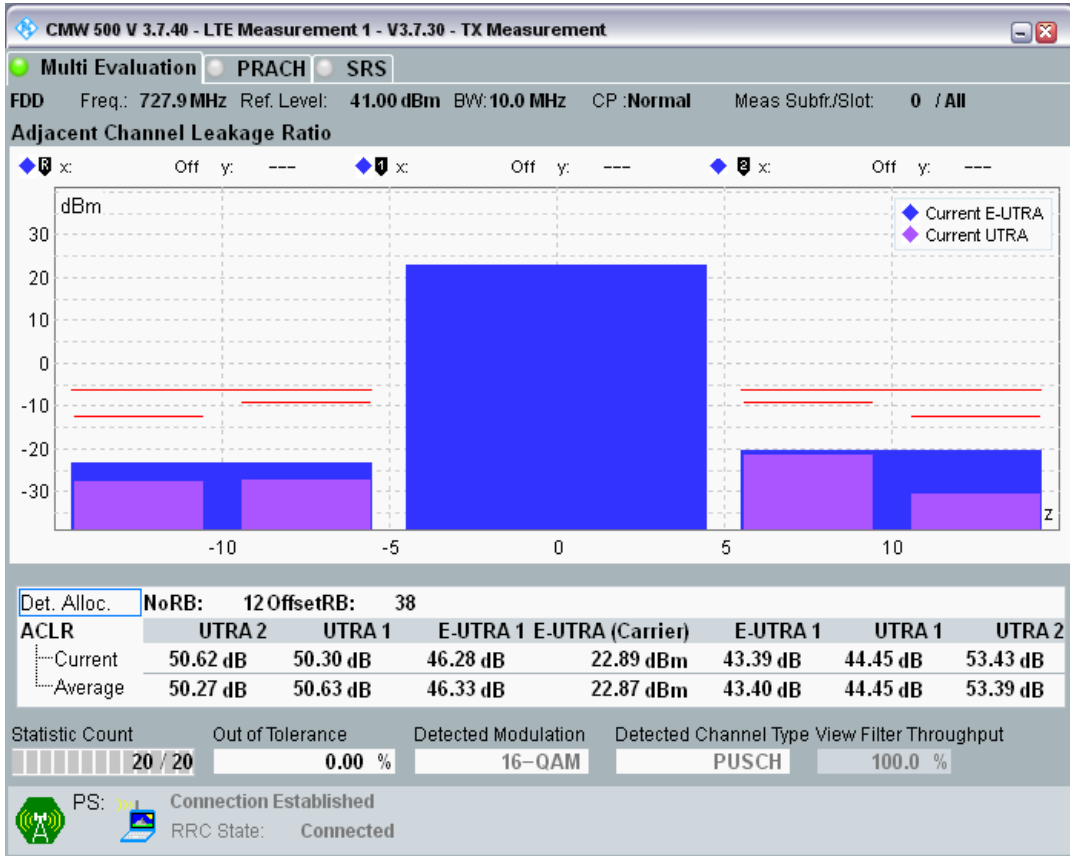 CMW 500 V 3.7.40 - LTE Measurement 1 - V3.7.30 - TX Measurement
Multi Evaluation PRACH SRS
FDD Freq.: 727.9 MHz Ref. Level: 41.00 dBm BW: 10.0 MHz CP :Normal Meas Subfr./Slot: 0 / All
Adjacent Channel Leakage Ratio
R x: Off y: --- 1 x: Off y: --- 2 x: Off y: ---
dBm
Current E-UTRA
Current UTRA
30
20
10
0
-10
-20
-30
z
-10 -5 0 5 10
Det. Alloc. NoRB: 12 OffsetRB: 38
ACLR UTRA 2 UTRA 1 E-UTRA 1 E-UTRA (Carrier) E-UTRA 1 UTRA 1 UTRA 2
Current 50.62 dB 50.30 dB 46.28 dB 22.89 dBm 43.39 dB 44.45 dB 53.43 dB
Average 50.27 dB 50.63 dB 46.33 dB 22.87 dBm 43.40 dB 44.45 dB 53.39 dB
Statistic Count Out of Tolerance Detected Modulation Detected Channel Type View Filter Throughput
20 / 20 0.00 % 16-QAM PUSCH 100.0 %
PS: Connection Established
RRC State: Connected